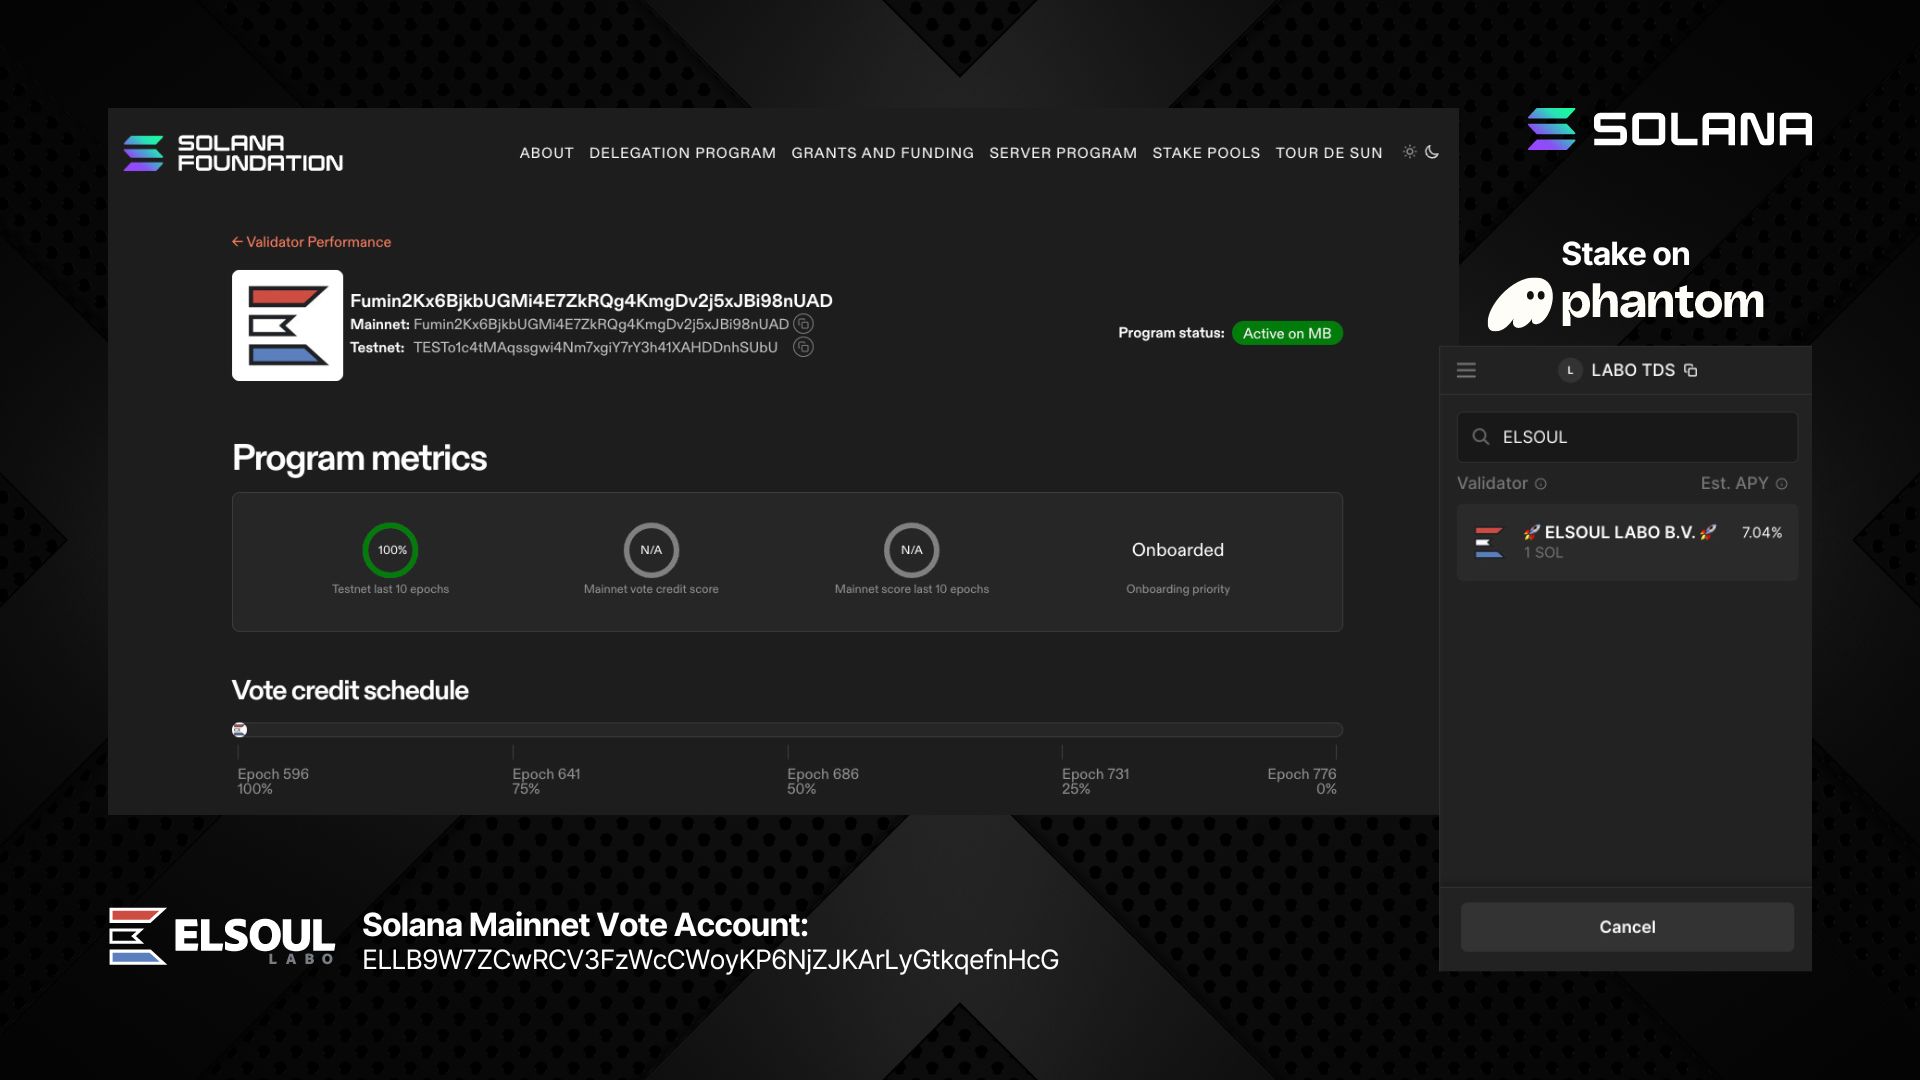 SOLANA
FOUNDATION
ABOUT DELEGATION PROGRAM GRANTS AND FUNDING SERVER PROGRAM STAKE POOLS TOUR DE SUN
← Validator Performance
Fumin2Kx6BjkbUGMi4E7ZkRQg4KmgDv2j5xJBi98nUAD
Mainnet: Fumin2Kx6BjkbUGMi4E7ZkRQg4KmgDv2j5xJBi98nUAD
Testnet: TESTo1c4tMAqssgwi4Nm7xgiY7rY3h41XAHDDnhSUbU
Program status: Active on MB
Program metrics
100%
Testnet last 10 epochs
N/A
Mainnet vote credit score
N/A
Mainnet score last 10 epochs
Onboarded
Onboarding priority
Vote credit schedule
Epoch 596
100%
Epoch 641
75%
Epoch 686
50%
Epoch 731
25%
Epoch 776
0%
SOLANA
Stake on
phantom
L LABO TDS
ELSOUL
Validator Est. APY
🚀 ELSOUL LABO B.V. 🚀 7.04%
1 SOL
Cancel
ELSOUL
LABO
Solana Mainnet Vote Account:
ELLB9W7ZCwRCV3FzWcCWoyKP6NjZJKArLyGtkqefnHcG